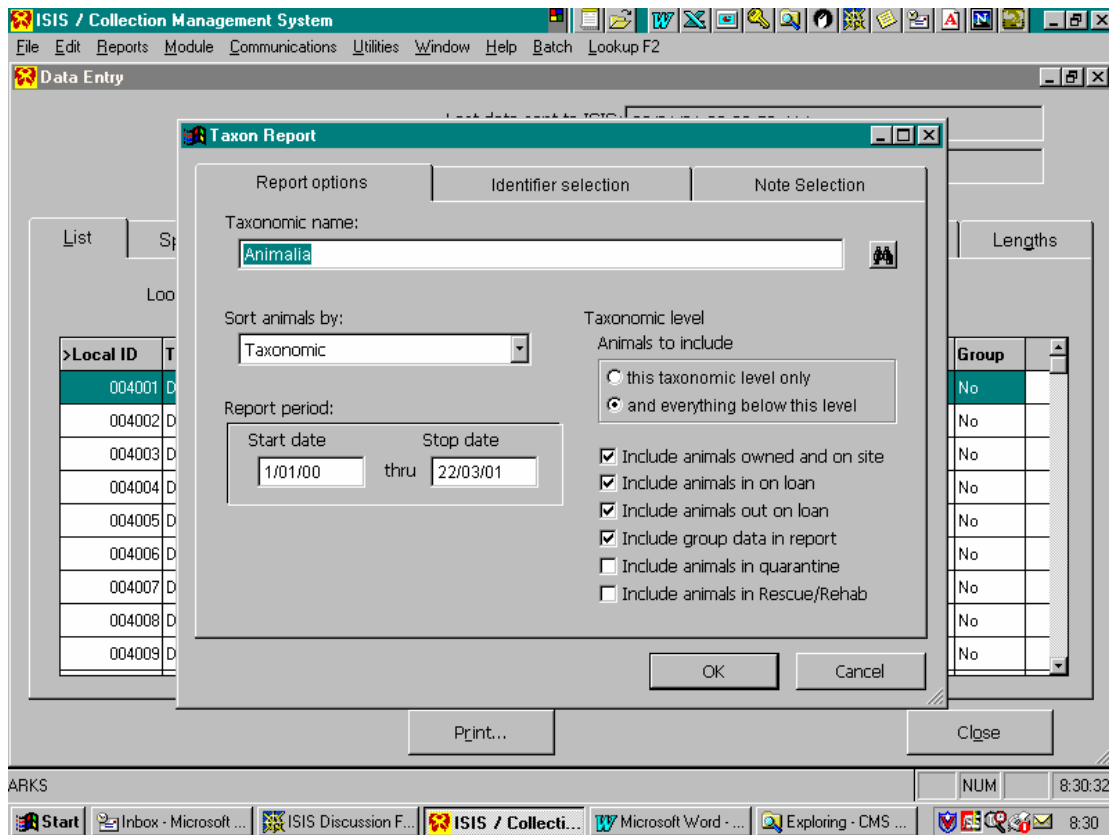 ISIS / Collection Management System
File Edit Reports Module Communications Utilities Window Help Batch Lookup F2
Data Entry
Taxon Report
Report options Identifier selection Note Selection
List Lengths
Taxonomic name:
Animalia
Sort animals by:
Taxonomic
Taxonomic level
Animals to include
this taxonomic level only
and everything below this level
Report period:
Start date Stop date
1/01/00 thru 22/03/01
Include animals owned and on site
Include animals in on loan
Include animals out on loan
Include group data in report
Include animals in quarantine
Include animals in Rescue/Rehab
OK Cancel
>Local ID T Group
004001 D No
004002 D No
004003 D No
004004 D No
004005 D No
004006 D No
004007 D No
004008 D No
004009 D No
Print... Close
ARKS NUM 8:30:32
Start Inbox - Microsoft ... ISIS Discussion F... ISIS / Collecti... Microsoft Word - ... Exploring - CMS ... 8:30